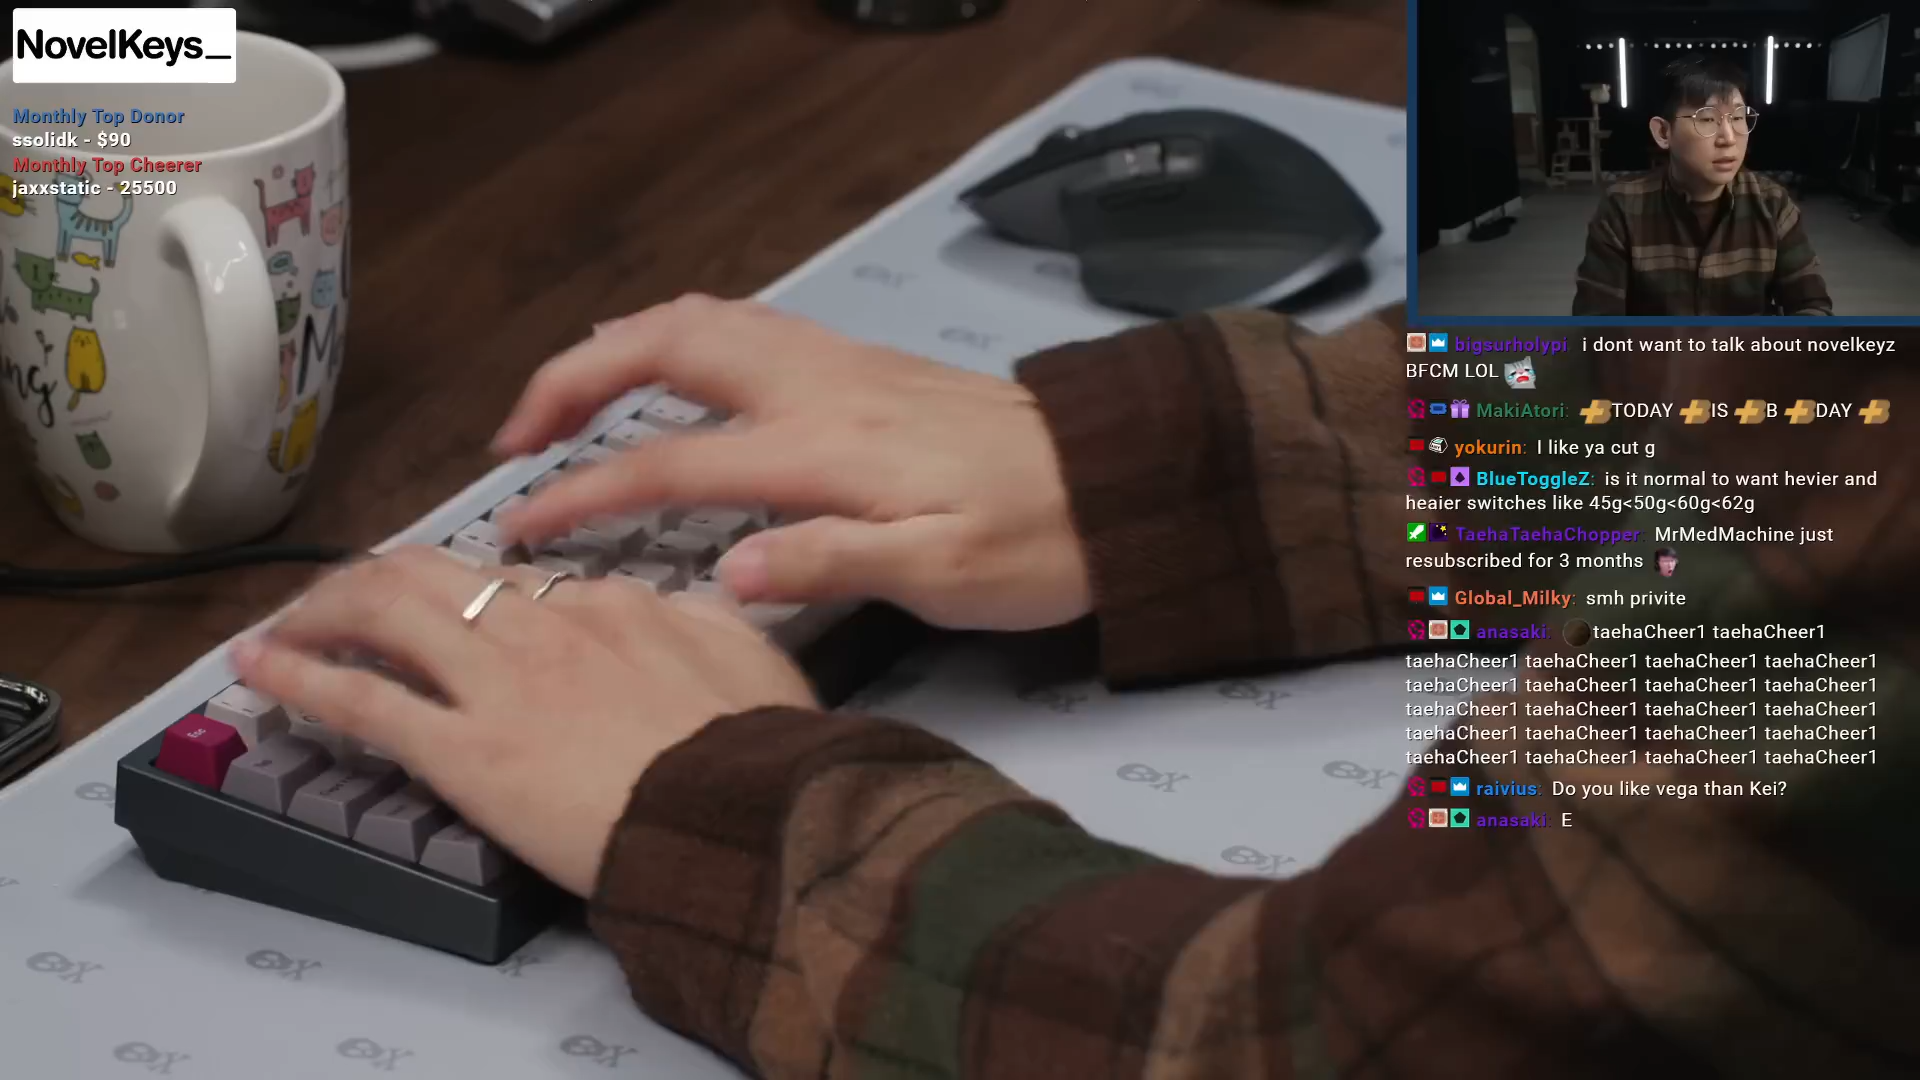 NovelKeys_
Monthly Top Donor
ssolidk - $90
Monthly Top Cheerer
jaxxstatic - 25500
Esc
bigsurholypi: i dont want to talk about novelkeyz
BFCM LOL
MakiAtori: TODAY IS B DAY
yokurin: I like ya cut g
BlueToggleZ: is it normal to want hevier and
heaier switches like 45g<50g<60g<62g
TaehaTaehaChopper: MrMedMachine just
resubscribed for 3 months
Global_Milky: smh privite
anasaki: taehaCheer1 taehaCheer1
taehaCheer1 taehaCheer1 taehaCheer1 taehaCheer1
taehaCheer1 taehaCheer1 taehaCheer1 taehaCheer1
taehaCheer1 taehaCheer1 taehaCheer1 taehaCheer1
taehaCheer1 taehaCheer1 taehaCheer1 taehaCheer1
taehaCheer1 taehaCheer1 taehaCheer1 taehaCheer1
raivius: Do you like vega than Kei?
anasaki: E